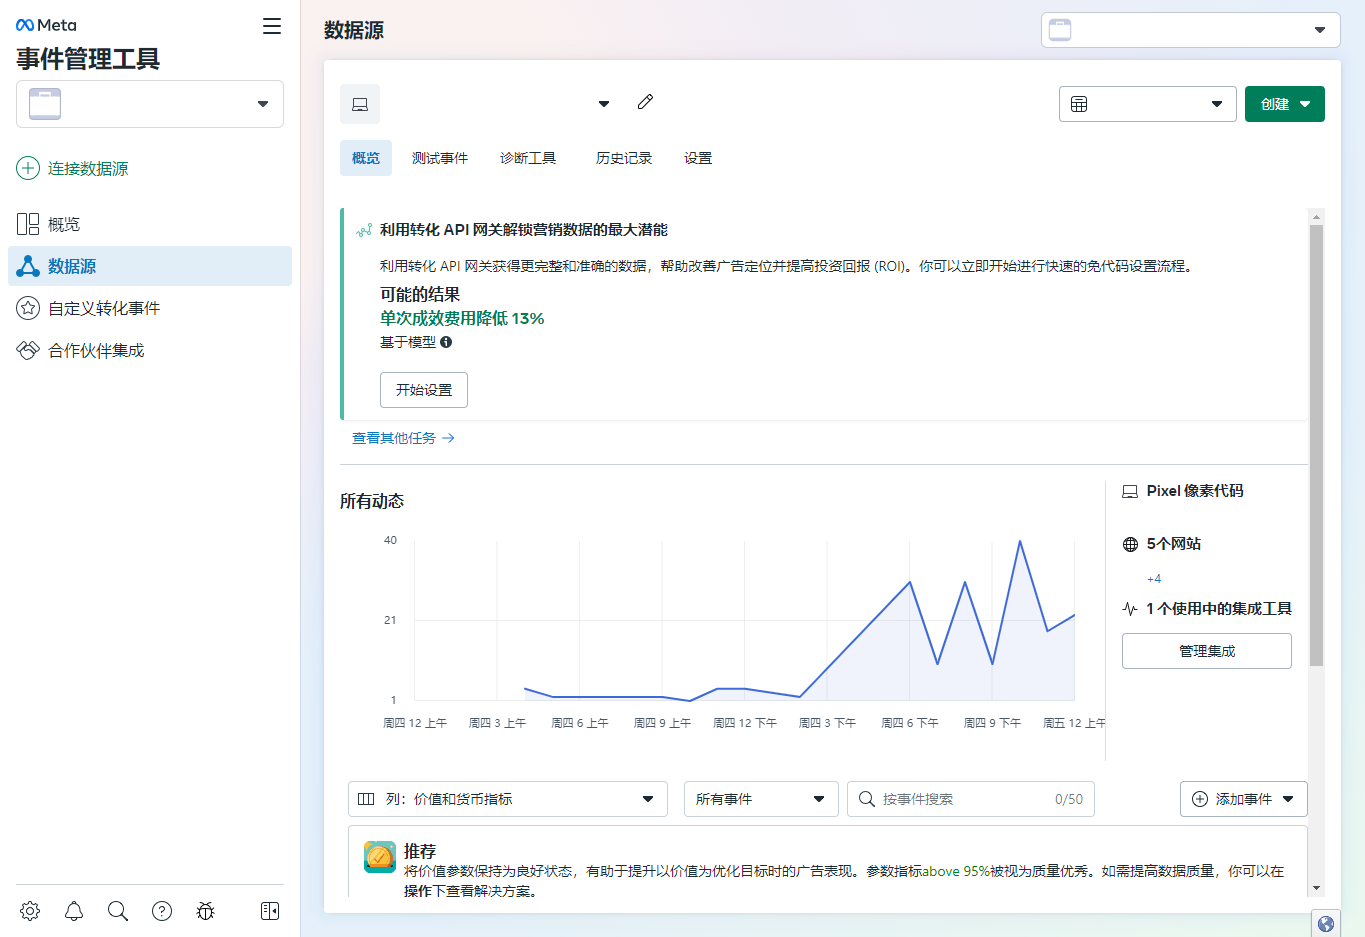 Meta
事件管理工具
连接数据源
概览
数据源
自定义转化事件
合作伙伴集成
数据源
创建
概览
测试事件
诊断工具
历史记录
设置
利用转化 API 网关解锁营销数据的最大潜能
利用转化 API 网关获得更完整和准确的数据，帮助改善广告定位并提高投资回报 (ROI)。你可以立即开始进行快速的免代码设置流程。
可能的结果
单次成效费用降低 13%
基于模型
开始设置
查看其他任务
所有动态
40
21
1
周四 12 上午
周四 3 上午
周四 6 上午
周四 9 上午
周四 12 下午
周四 3 下午
周四 6 下午
周四 9 下午
周五 12 上午
Pixel 像素代码
5个网站
+4
1 个使用中的集成工具
管理集成
列：价值和货币指标
所有事件
按事件搜索
0/50
添加事件
推荐
将价值参数保持为良好状态，有助于提升以价值为优化目标时的广告表现。参数指标above 95%被视为质量优秀。如需提高数据质量，你可以在
操作下查看解决方案。